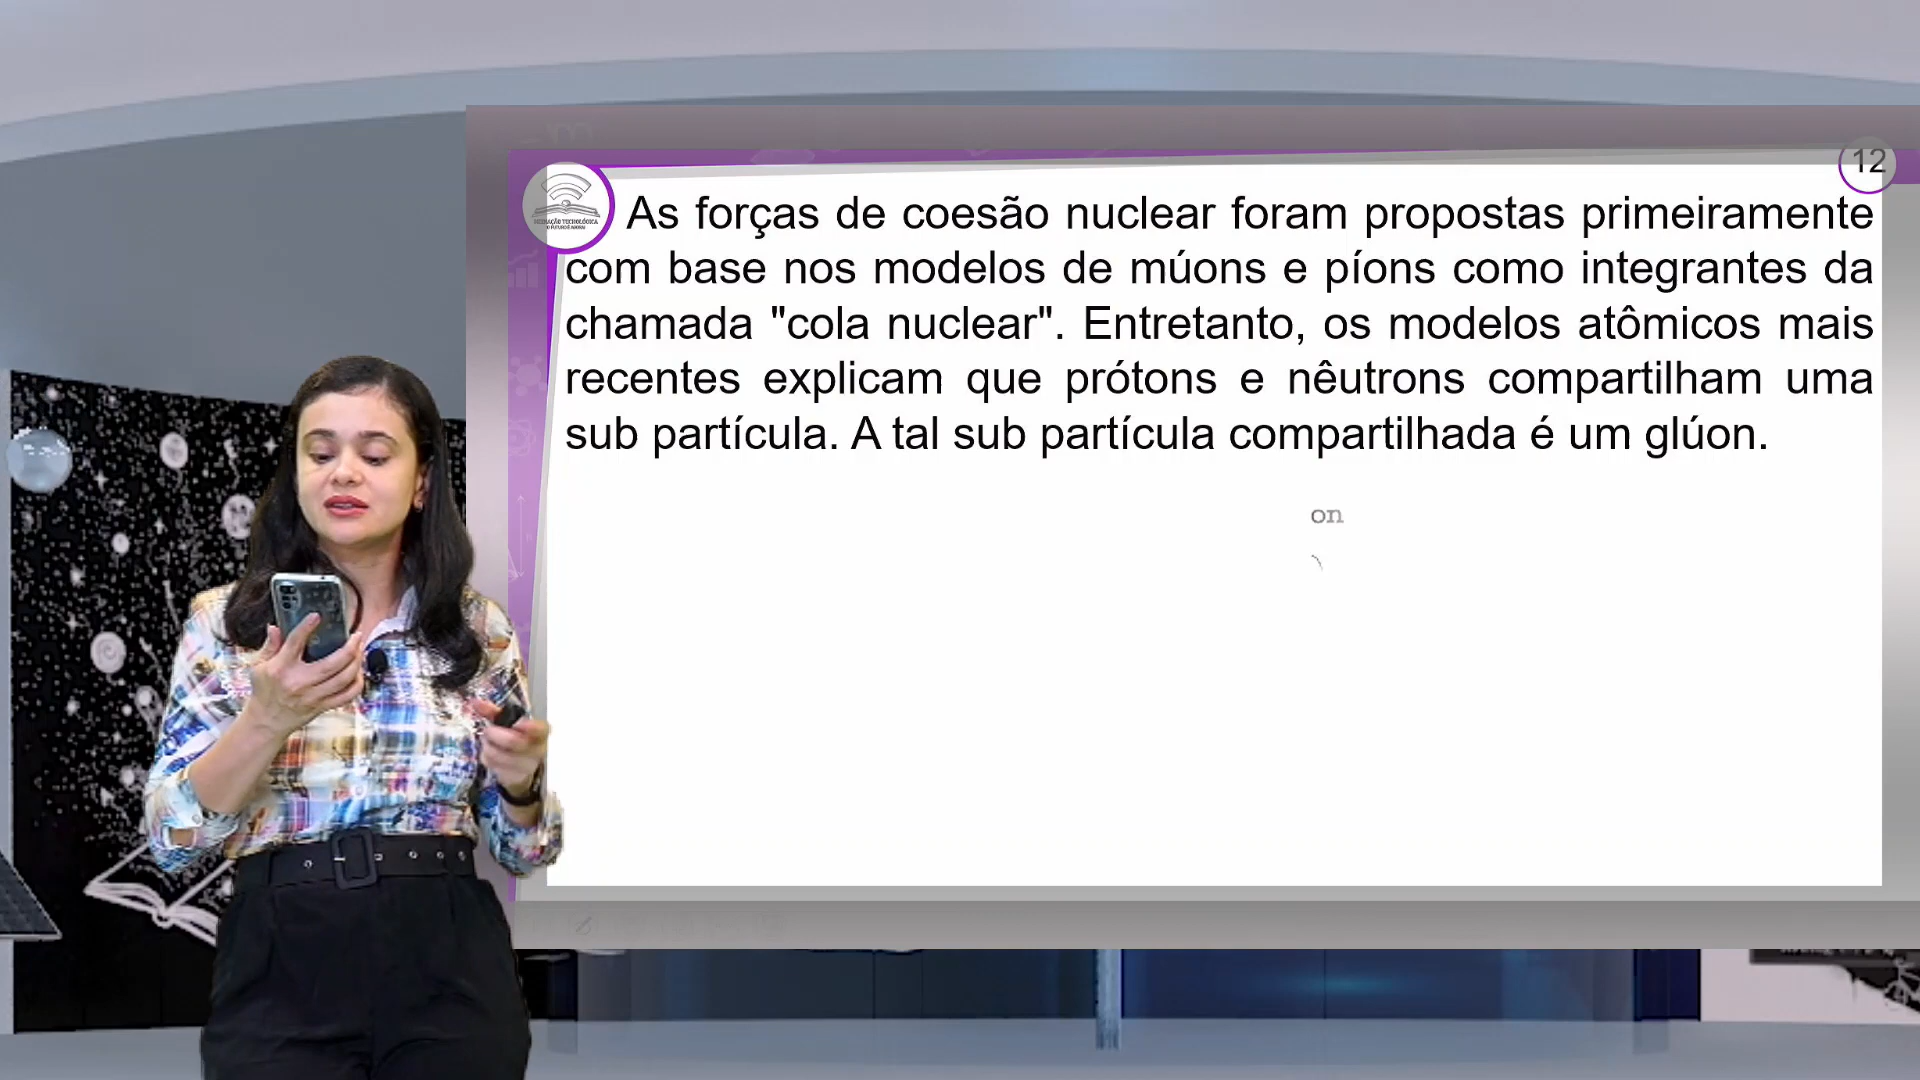 12
As forças de coesão nuclear foram propostas primeiramente
com base nos modelos de múons e píons como integrantes da
chamada "cola nuclear". Entretanto, os modelos atômicos mais
recentes explicam que prótons e nêutrons compartilham uma
sub partícula. A tal sub partícula compartilhada é um glúon.
on